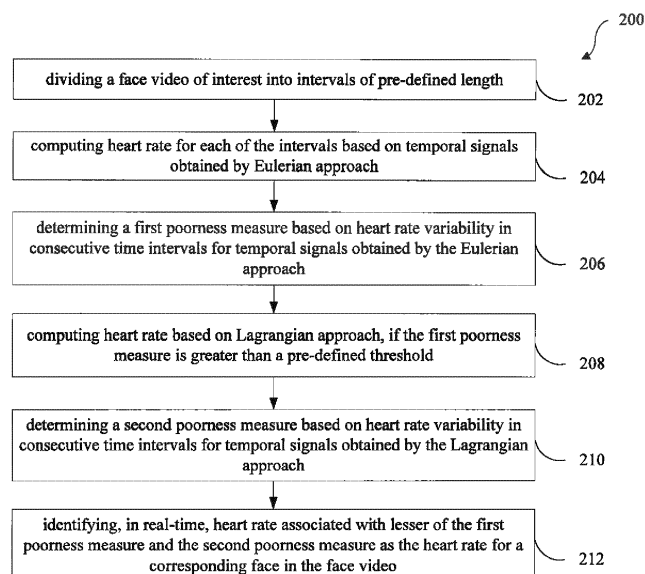 200
dividing a face video of interest into intervals of pre-defined length
202
computing heart rate for each of the intervals based on temporal signals
obtained by Eulerian approach
204
determining a first poorness measure based on heart rate variability in
consecutive time intervals for temporal signals obtained by the Eulerian
approach
206
computing heart rate based on Lagrangian approach, if the first poorness
measure is greater than a pre-defined threshold
208
determining a second poorness measure based on heart rate variability in
consecutive time intervals for temporal signals obtained by the Lagrangian
approach
210
identifying, in real-time, heart rate associated with lesser of the first
poorness measure and the second poorness measure as the heart rate for a
corresponding face in the face video
212